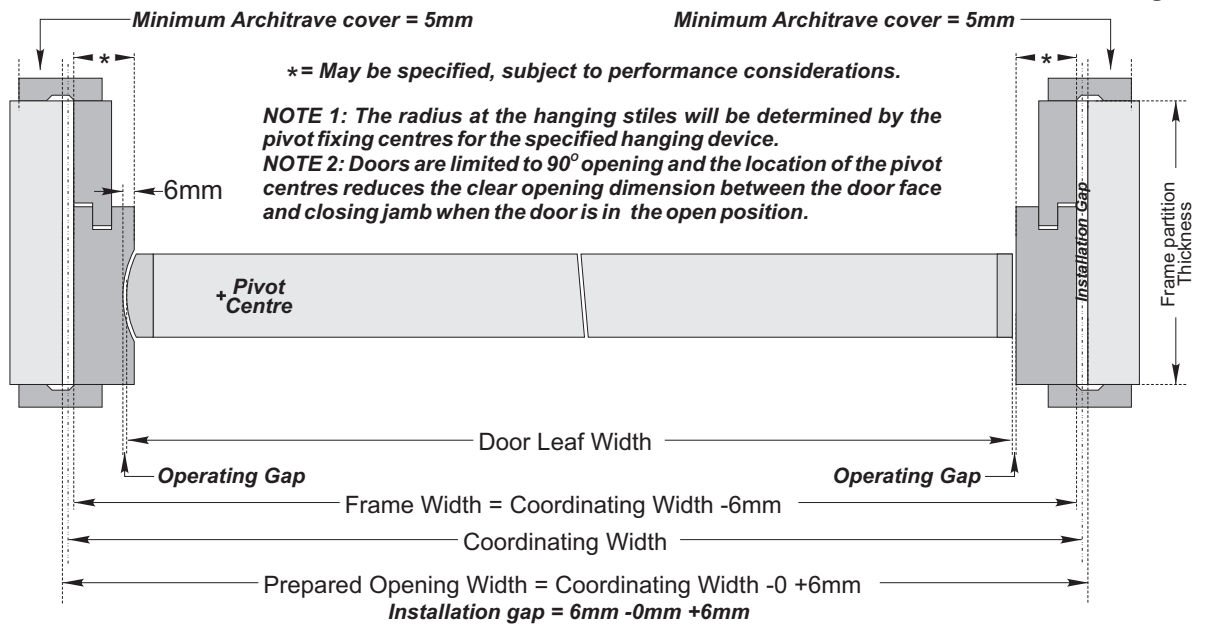 Minimum Architrave cover = 5mm
Minimum Architrave cover = 5mm
*
*
*= May be specified, subject to performance considerations.
NOTE 1: The radius at the hanging stiles will be determined by the
pivot fixing centres for the specified hanging device.
NOTE 2: Doors are limited to 90° opening and the location of the pivot
centres reduces the clear opening dimension between the door face
and closing jamb when the door is in the open position.
6mm
Installation Gap
Frame partition
Thickness
+Pivot
Centre
Door Leaf Width
Operating Gap
Operating Gap
Frame Width = Coordinating Width -6mm
Coordinating Width
Prepared Opening Width = Coordinating Width -0 +6mm
Installation gap = 6mm -0mm +6mm